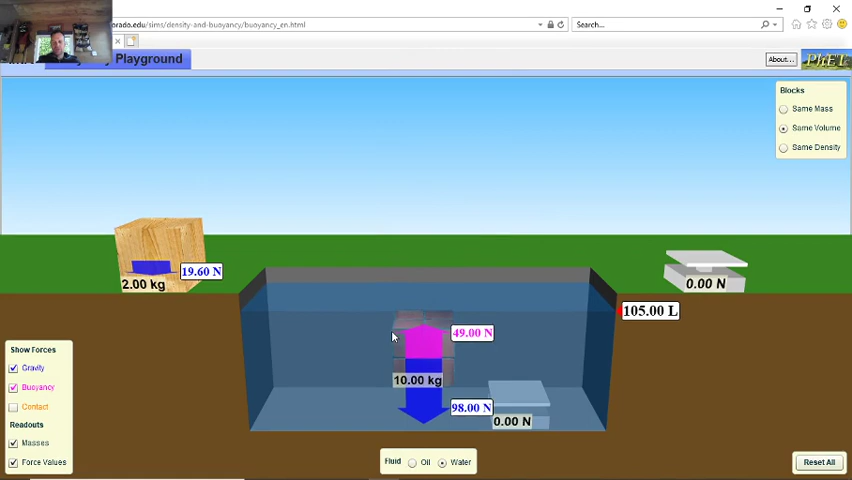 orado.edu/sims/density-and-buoyancy/buoyancy_en.html
Search...
Playground
About...
PhET
Blocks
Same Mass
Same Volume
Same Density
19.60 N
2.00 kg
0.00 N
105.00 L
49.00 N
10.00 kg
98.00 N
0.00 N
Show Forces
Gravity
Buoyancy
Contact
Readouts
Masses
Force Values
Fluid
Oil
Water
Reset All